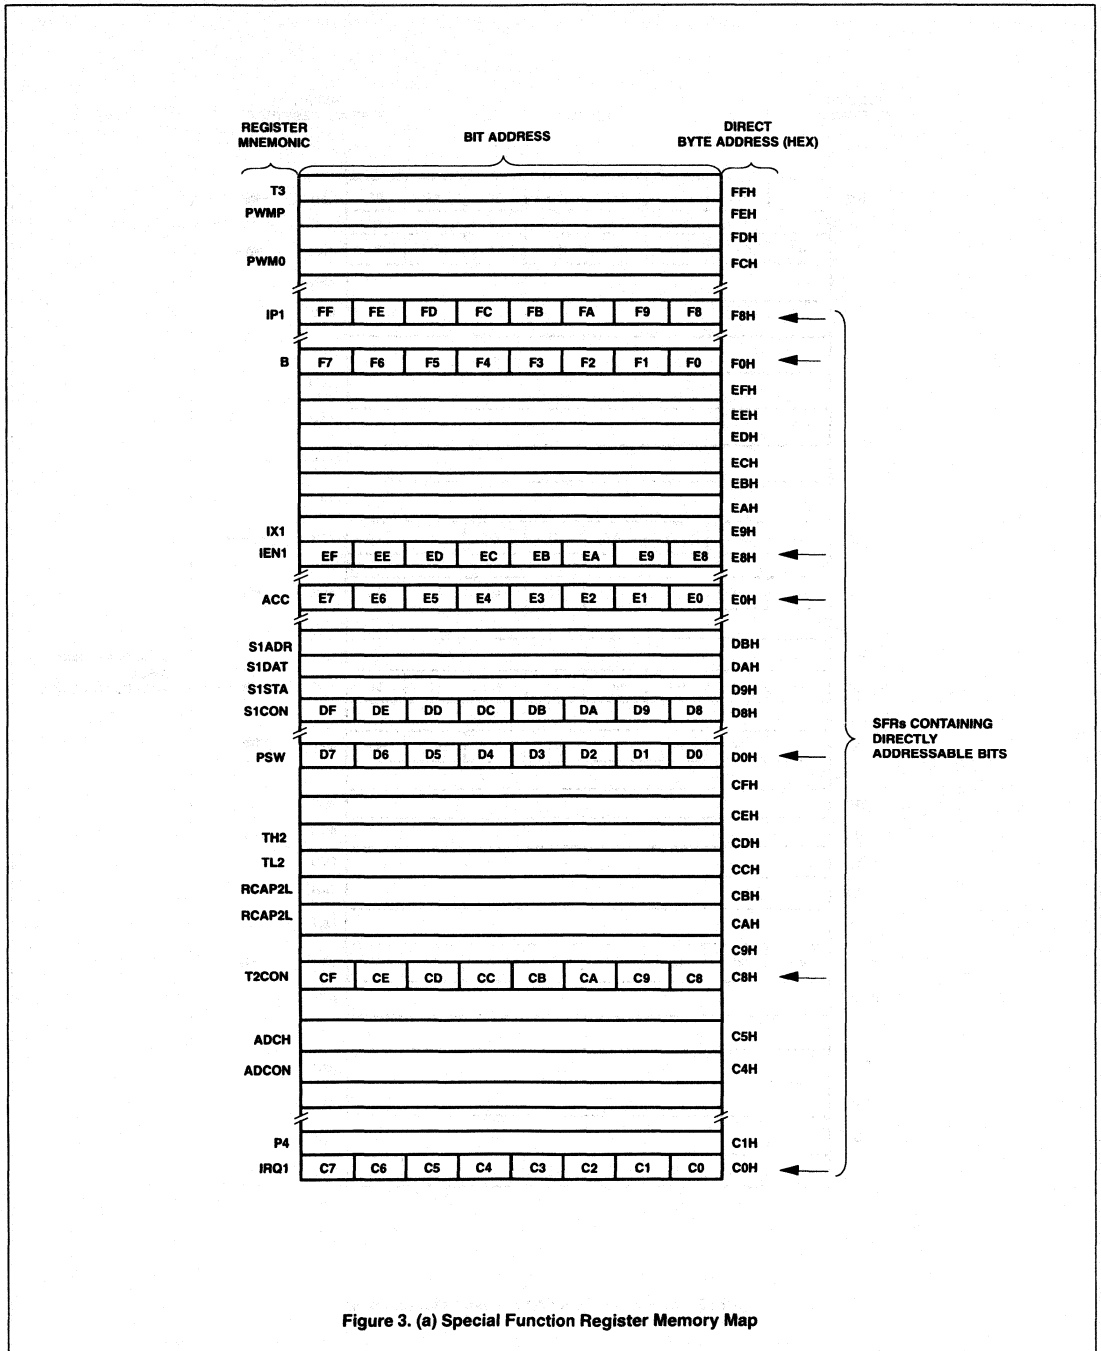 REGISTER MNEMONIC BIT ADDRESS DIRECT BYTE ADDRESS (HEX)
T3 FFH
PWMP FEH
FDH
PWM0 FCH
IP1 FF FE FD FC FB FA F9 F8 F8H
B F7 F6 F5 F4 F3 F2 F1 F0 F0H
EFH
EEH
EDH
ECH
EBH
EAH
IX1 E9H
IEN1 EF EE ED EC EB EA E9 E8 E8H
ACC E7 E6 E5 E4 E3 E2 E1 E0 E0H
S1ADR DBH
S1DAT DAH
S1STA D9H
S1CON DF DE DD DC DB DA D9 D8 D8H
PSW D7 D6 D5 D4 D3 D2 D1 D0 D0H
CFH
CEH
TH2 CDH
TL2 CCH
RCAP2L CBH
RCAP2L CAH
C9H
T2CON CF CE CD CC CB CA C9 C8 C8H
ADCH C5H
ADCON C4H
P4 C1H
IRQ1 C7 C6 C5 C4 C3 C2 C1 C0 C0H
SFRs CONTAINING
DIRECTLY
ADDRESSABLE BITS
Figure 3. (a) Special Function Register Memory Map